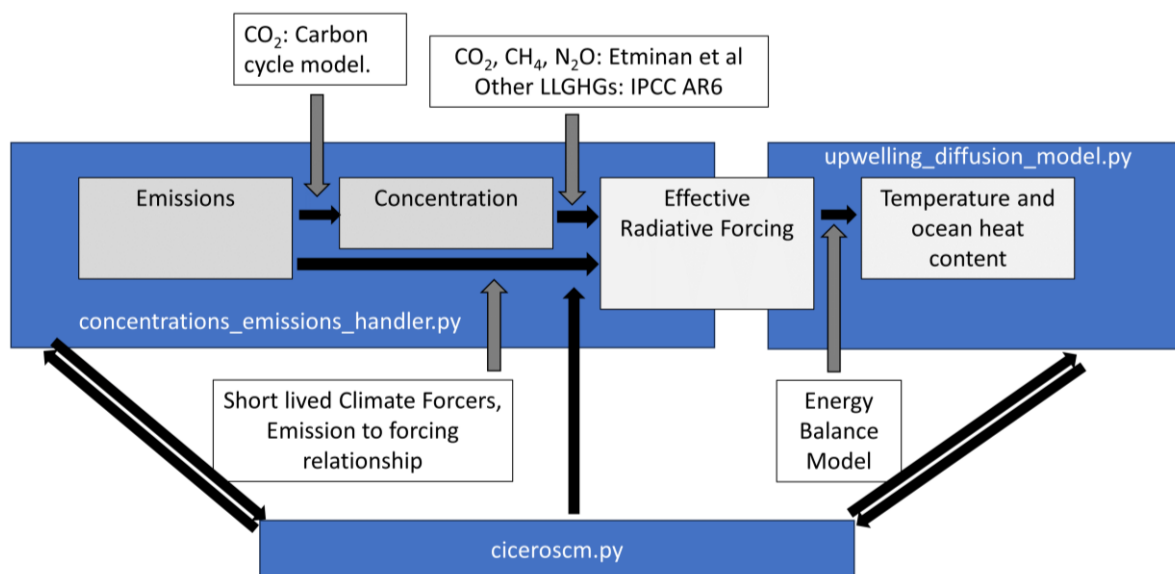 CO₂: Carbon
cycle model.
CO₂, CH₄, N₂O: Etminan et al
Other LLGHGs: IPCC AR6
upwelling_diffusion_model.py
Emissions
Concentration
Effective
Radiative Forcing
Temperature and
ocean heat
content
concentrations_emissions_handler.py
Short lived Climate Forcers,
Emission to forcing
relationship
Energy
Balance
Model
ciceroscm.py